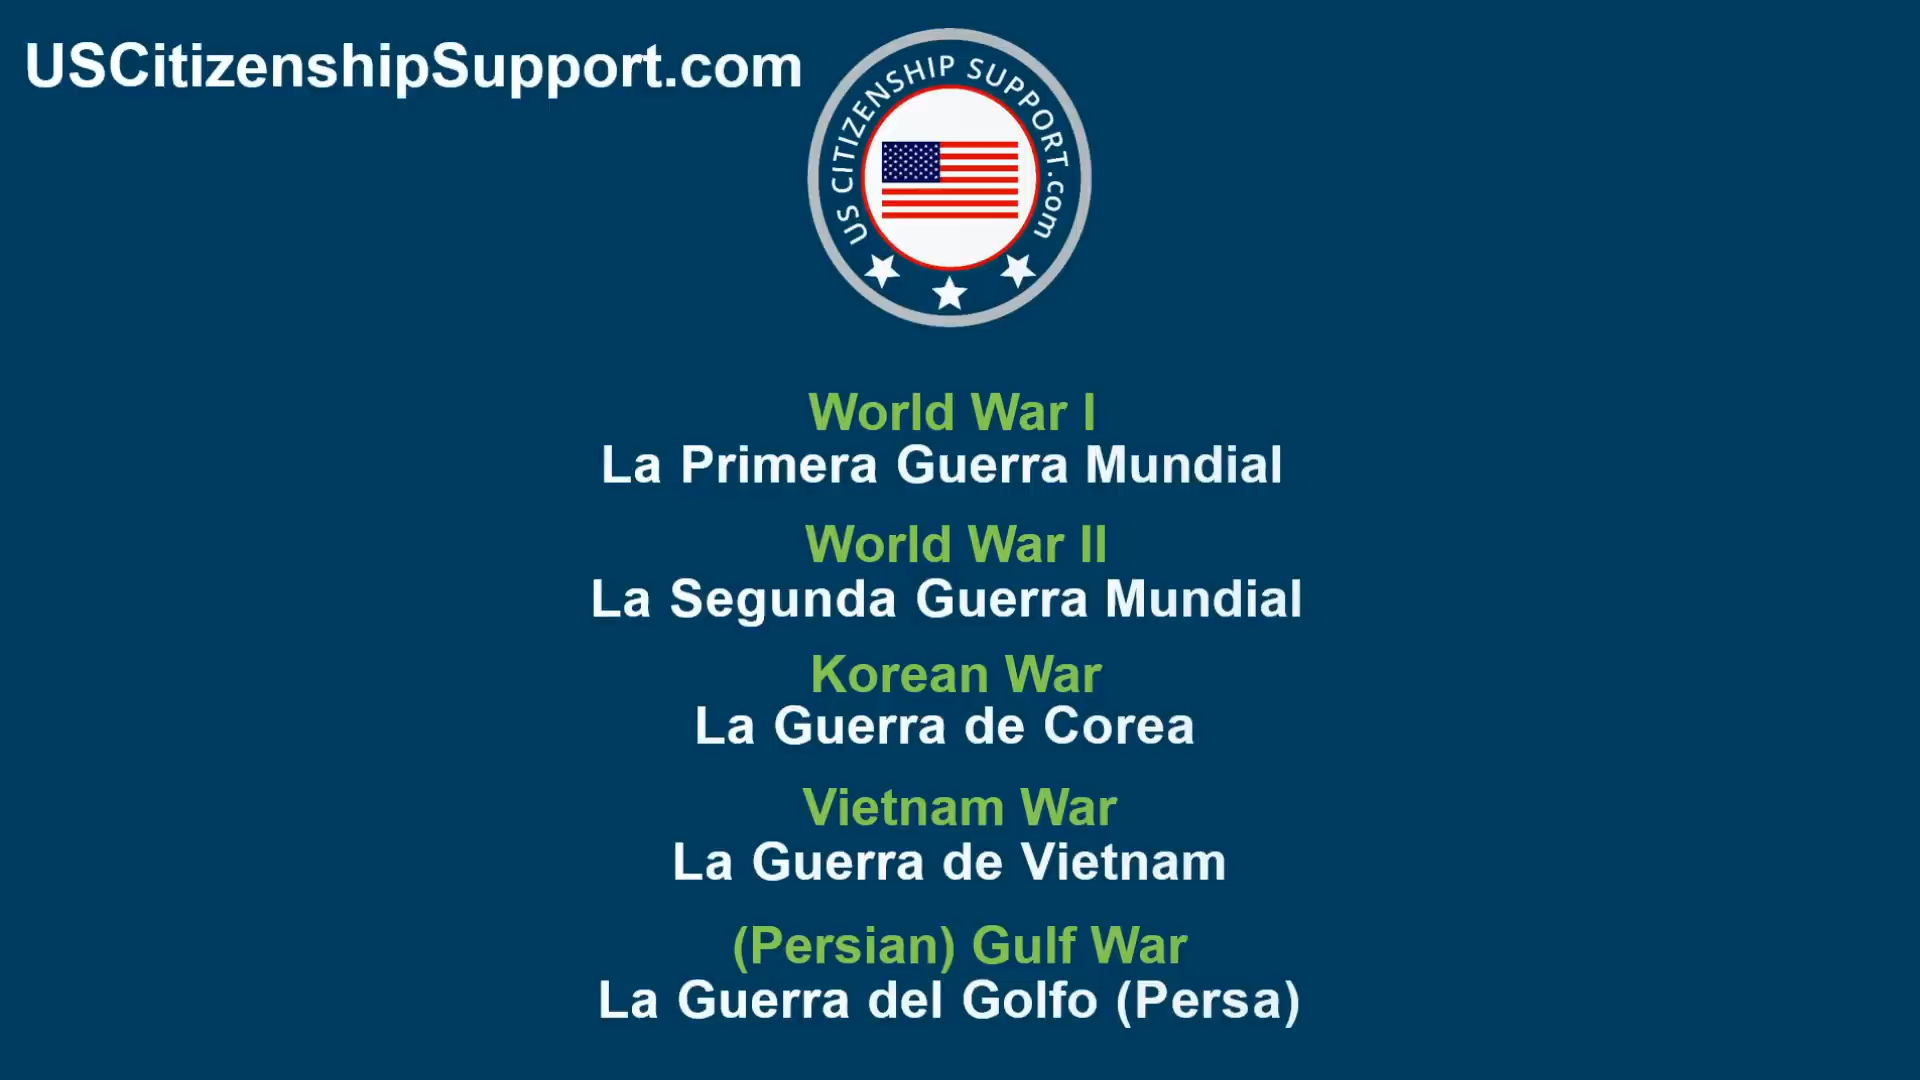 USCitizenshipSupport.com
US CITIZENSHIP SUPPORT.com
World War I
La Primera Guerra Mundial
World War II
La Segunda Guerra Mundial
Korean War
La Guerra de Corea
Vietnam War
La Guerra de Vietnam
(Persian) Gulf War
La Guerra del Golfo (Persa)